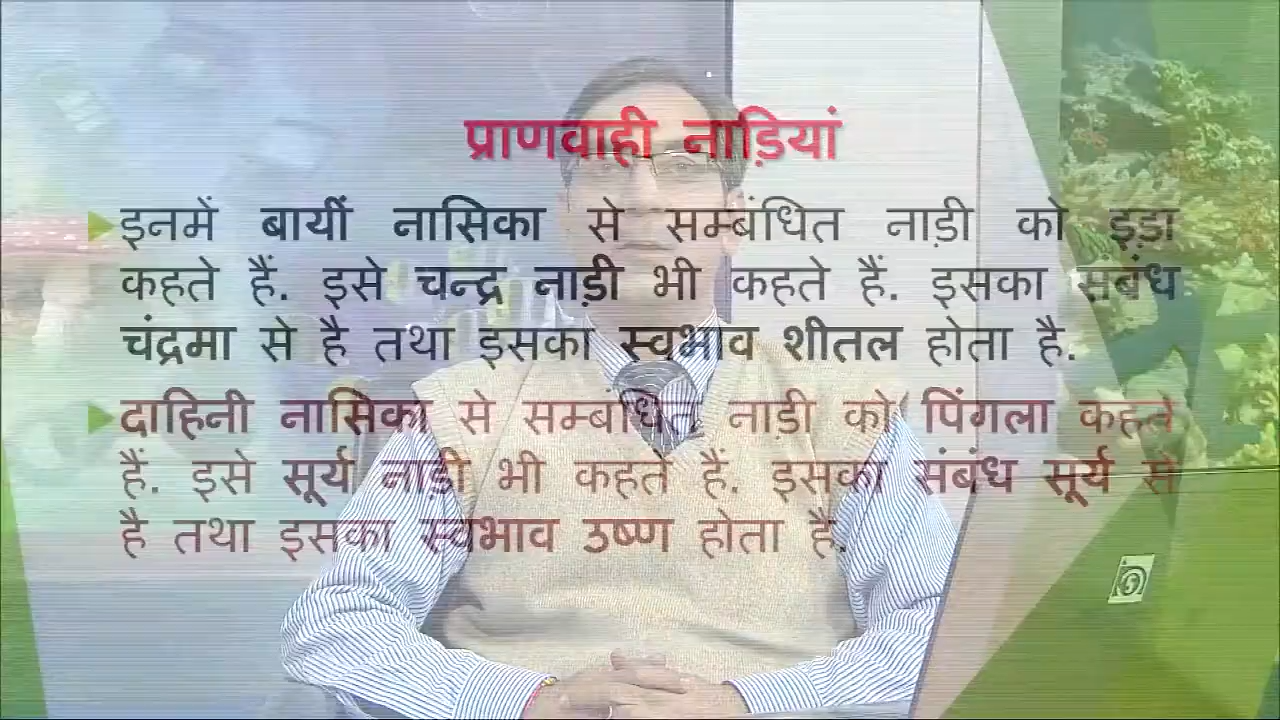 प्राणवाही नाड़ियां
इनमें बायीं नासिका से सम्बंधित नाड़ी को इड़ा
कहते हैं. इसे चन्द्र नाड़ी भी कहते हैं. इसका संबंध
चंद्रमा से है तथा इसका स्वभाव शीतल होता है.
दाहिनी नासिका से सम्बंधित नाड़ी को पिंगला कहते
हैं. इसे सूर्य नाड़ी भी कहते हैं. इसका संबंध सूर्य से
है तथा इसका स्वभाव उष्ण होता है.